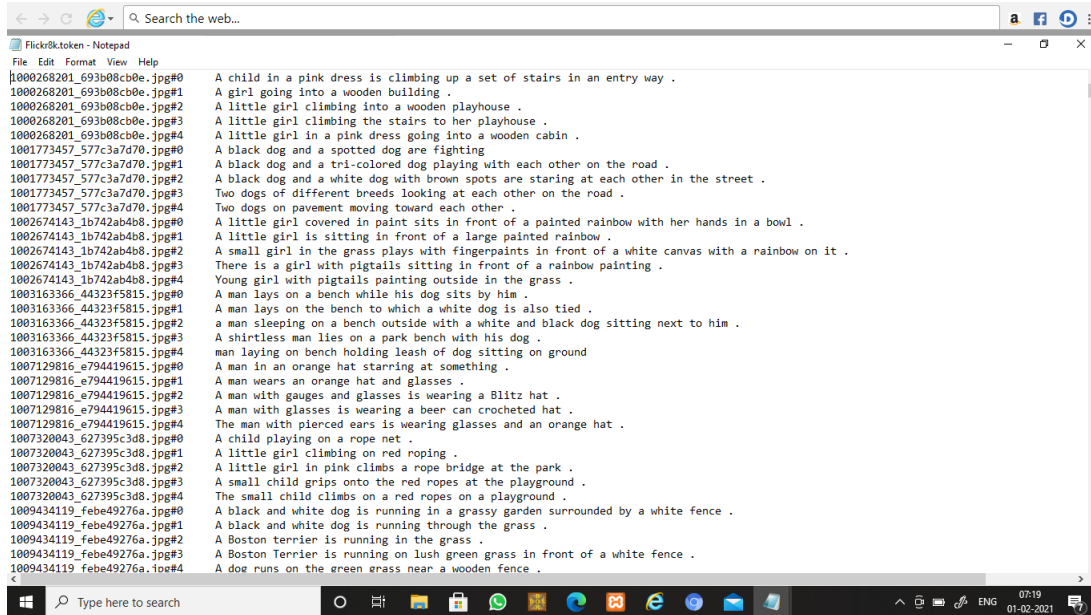 Search the web...
a f D
Flickr8k.token - Notepad
File Edit Format View Help
1000268201_693b08cb0e.jpg#0 A child in a pink dress is climbing up a set of stairs in an entry way .
1000268201_693b08cb0e.jpg#1 A girl going into a wooden building .
1000268201_693b08cb0e.jpg#2 A little girl climbing into a wooden playhouse .
1000268201_693b08cb0e.jpg#3 A little girl climbing the stairs to her playhouse .
1000268201_693b08cb0e.jpg#4 A little girl in a pink dress going into a wooden cabin .
1001773457_577c3a7d70.jpg#0 A black dog and a spotted dog are fighting
1001773457_577c3a7d70.jpg#1 A black dog and a tri-colored dog playing with each other on the road .
1001773457_577c3a7d70.jpg#2 A black dog and a white dog with brown spots are staring at each other in the street .
1001773457_577c3a7d70.jpg#3 Two dogs of different breeds looking at each other on the road .
1001773457_577c3a7d70.jpg#4 Two dogs on pavement moving toward each other .
1002674143_1b742ab4b8.jpg#0 A little girl covered in paint sits in front of a painted rainbow with her hands in a bowl .
1002674143_1b742ab4b8.jpg#1 A little girl is sitting in front of a large painted rainbow .
1002674143_1b742ab4b8.jpg#2 A small girl in the grass plays with fingerpaints in front of a white canvas with a rainbow on it .
1002674143_1b742ab4b8.jpg#3 There is a girl with pigtails sitting in front of a rainbow painting .
1002674143_1b742ab4b8.jpg#4 Young girl with pigtails painting outside in the grass .
1003163366_44323f5815.jpg#0 A man lays on a bench while his dog sits by him .
1003163366_44323f5815.jpg#1 A man lays on the bench to which a white dog is also tied .
1003163366_44323f5815.jpg#2 a man sleeping on a bench outside with a white and black dog sitting next to him .
1003163366_44323f5815.jpg#3 A shirtless man lies on a park bench with his dog .
1003163366_44323f5815.jpg#4 man laying on bench holding leash of dog sitting on ground
1007129816_e794419615.jpg#0 A man in an orange hat starring at something .
1007129816_e794419615.jpg#1 A man wears an orange hat and glasses .
1007129816_e794419615.jpg#2 A man with gauges and glasses is wearing a Blitz hat .
1007129816_e794419615.jpg#3 A man with glasses is wearing a beer can crocheted hat .
1007129816_e794419615.jpg#4 The man with pierced ears is wearing glasses and an orange hat .
1007320043_627395c3d8.jpg#0 A child playing on a rope net .
1007320043_627395c3d8.jpg#1 A little girl climbing on red roping .
1007320043_627395c3d8.jpg#2 A little girl in pink climbs a rope bridge at the park .
1007320043_627395c3d8.jpg#3 A small child grips onto the red ropes at the playground .
1007320043_627395c3d8.jpg#4 The small child climbs on a red ropes on a playground .
1009434119_febe49276a.jpg#0 A black and white dog is running in a grassy garden surrounded by a white fence .
1009434119_febe49276a.jpg#1 A black and white dog is running through the grass .
1009434119_febe49276a.jpg#2 A Boston terrier is running in the grass .
1009434119_febe49276a.jpg#3 A Boston Terrier is running on lush green grass in front of a white fence .
1009434119_febe49276a.jpg#4 A dog runs on the green grass near a wooden fence .
Type here to search
ENG
07:19
01-02-2021